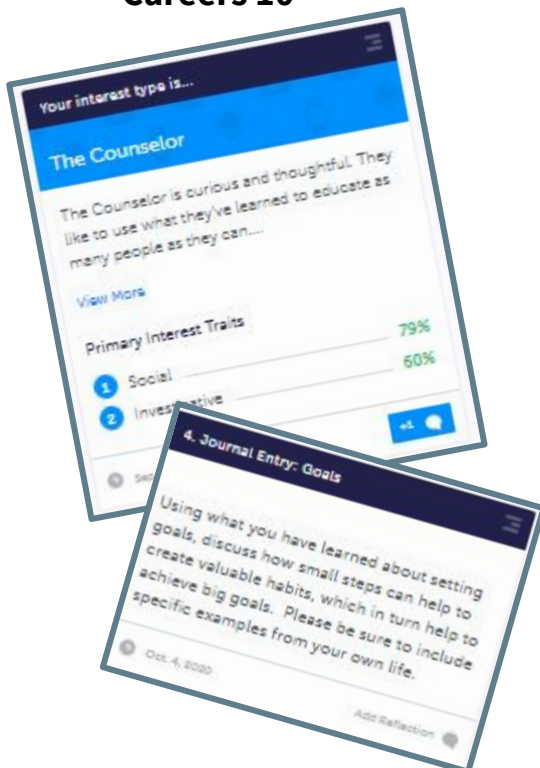 Careers 10
Your interest type is...
The Counselor
The Counselor is curious and thoughtful. They
like to use what they've learned to educate as
many people as they can....
View More
Primary Interest Traits
1 Social 79%
2 Investigative 60%
+1
Sep
4. Journal Entry: Goals
Using what you have learned about setting
goals, discuss how small steps can help to
create valuable habits, which in turn help to
achieve big goals. Please be sure to include
specific examples from your own life.
Oct. 4, 2020
Add Reflection